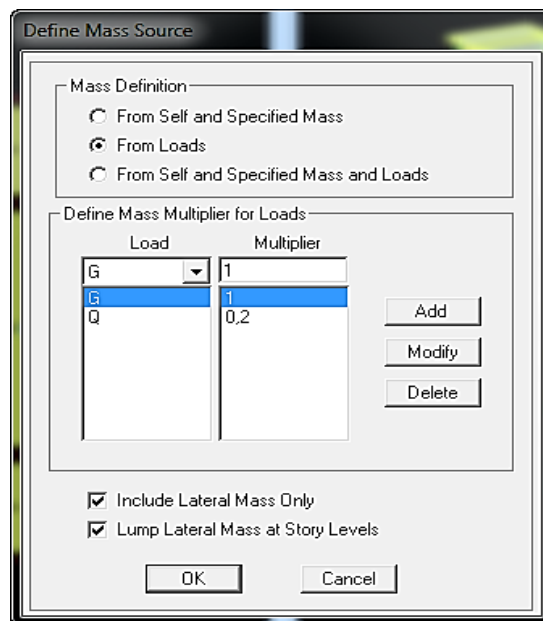 Define Mass Source
Mass Definition
From Self and Specified Mass
From Loads
From Self and Specified Mass and Loads
Define Mass Multiplier for Loads
Load Multiplier
G 1
G 1
Q 0,2
Add
Modify
Delete
Include Lateral Mass Only
Lump Lateral Mass at Story Levels
OK Cancel